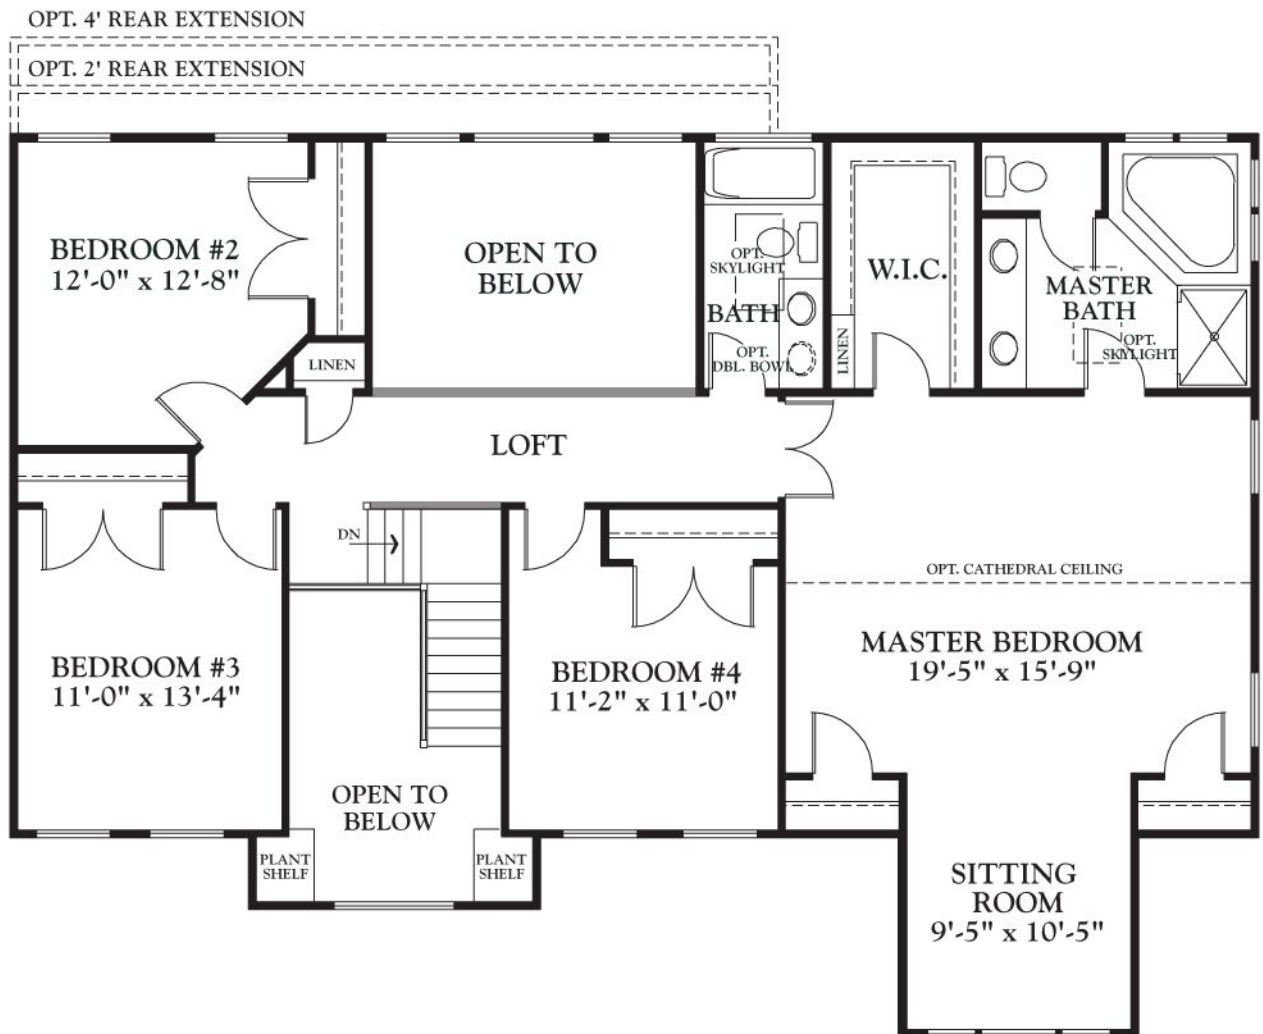 OPT. 4' REAR EXTENSION
OPT. 2' REAR EXTENSION
BEDROOM #2
12'-0" x 12'-8"
OPEN TO
BELOW
OPT.
SKYLIGHT
BATH
OPT.
DBL. BOWL
W.I.C.
LINEN
MASTER
BATH
OPT.
SKYLIGHT
LINEN
LOFT
DN
OPT. CATHEDRAL CEILING
BEDROOM #3
11'-0" x 13'-4"
BEDROOM #4
11'-2" x 11'-0"
MASTER BEDROOM
19'-5" x 15'-9"
OPEN TO
BELOW
PLANT
SHELF
PLANT
SHELF
SITTING
ROOM
9'-5" x 10'-5"